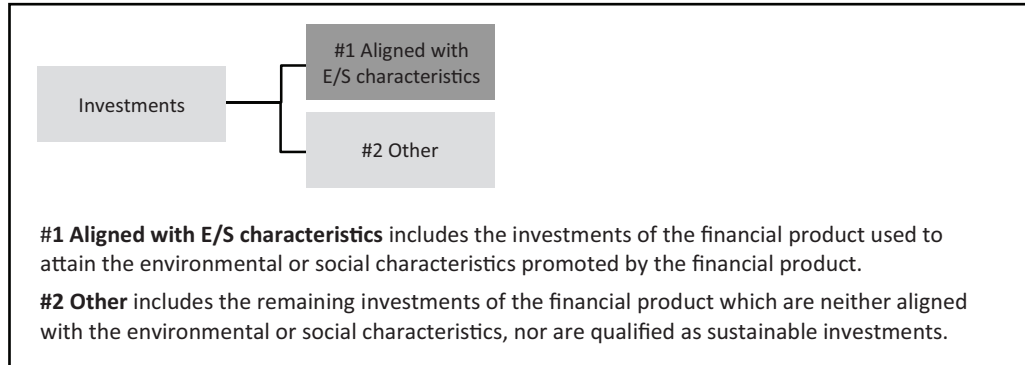 #1 Aligned with
E/S characteristics
Investments
#2 Other
#1 Aligned with E/S characteristics includes the investments of the financial product used to
attain the environmental or social characteristics promoted by the financial product.
#2 Other includes the remaining investments of the financial product which are neither aligned
with the environmental or social characteristics, nor are qualified as sustainable investments.